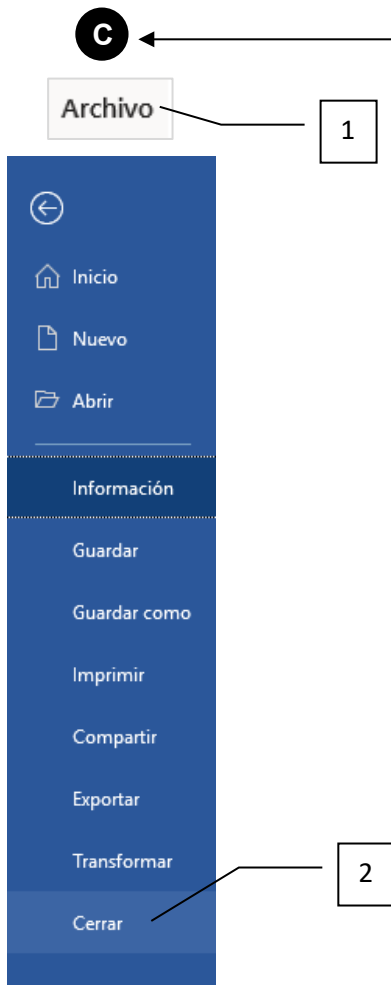 C
Archivo
1
Inicio
Nuevo
Abrir
Información
Guardar
Guardar como
Imprimir
Compartir
Exportar
Transformar
2
Cerrar